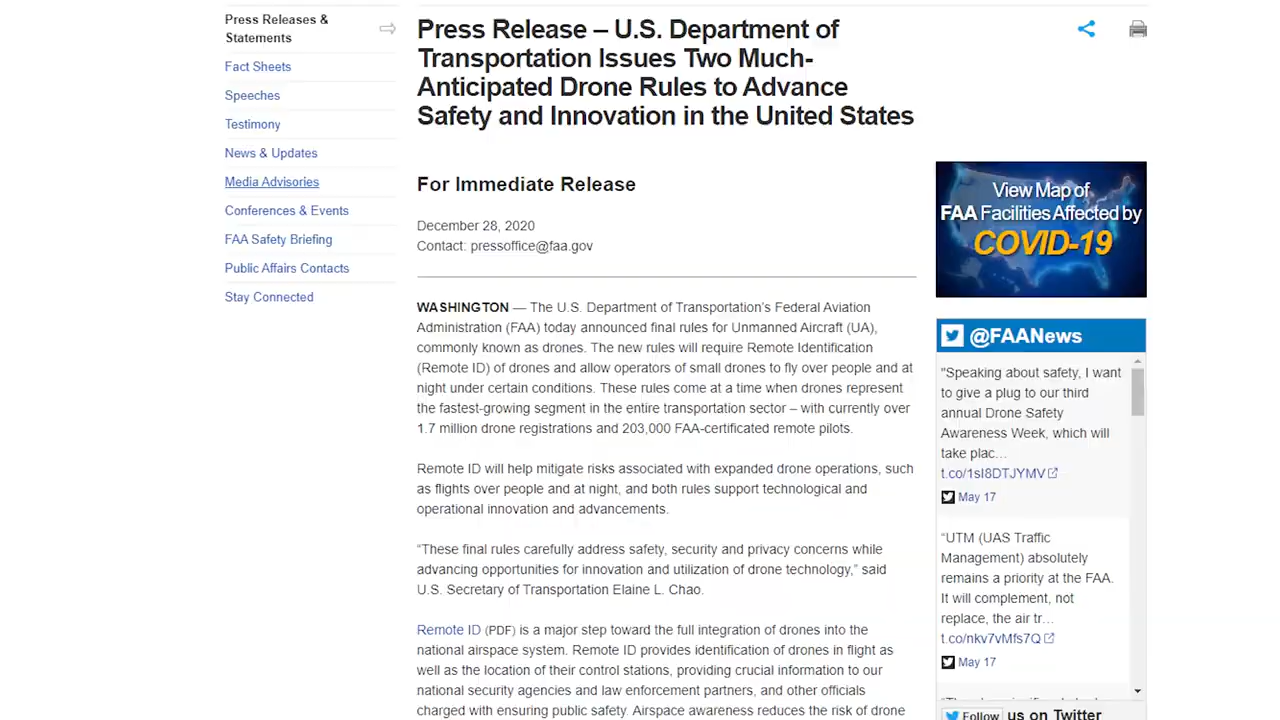 Press Releases &
Statements
Fact Sheets
Speeches
Testimony
News & Updates
Media Advisories
Conferences & Events
FAA Safety Briefing
Public Affairs Contacts
Stay Connected
Press Release – U.S. Department of
Transportation Issues Two Much-
Anticipated Drone Rules to Advance
Safety and Innovation in the United States
For Immediate Release
December 28, 2020
Contact: pressoffice@faa.gov
WASHINGTON — The U.S. Department of Transportation's Federal Aviation
Administration (FAA) today announced final rules for Unmanned Aircraft (UA),
commonly known as drones. The new rules will require Remote Identification
(Remote ID) of drones and allow operators of small drones to fly over people and at
night under certain conditions. These rules come at a time when drones represent
the fastest-growing segment in the entire transportation sector – with currently over
1.7 million drone registrations and 203,000 FAA-certificated remote pilots.
Remote ID will help mitigate risks associated with expanded drone operations, such
as flights over people and at night, and both rules support technological and
operational innovation and advancements.
“These final rules carefully address safety, security and privacy concerns while
advancing opportunities for innovation and utilization of drone technology,” said
U.S. Secretary of Transportation Elaine L. Chao.
Remote ID (PDF) is a major step toward the full integration of drones into the
national airspace system. Remote ID provides identification of drones in flight as
well as the location of their control stations, providing crucial information to our
national security agencies and law enforcement partners, and other officials
charged with ensuring public safety. Airspace awareness reduces the risk of drone
View Map of
FAA Facilities Affected by
COVID-19
@FAANews
"Speaking about safety, I want
to give a plug to our third
annual Drone Safety
Awareness Week, which will
take plac…
t.co/1sI8DTJYMV
May 17
“UTM (UAS Traffic
Management) absolutely
remains a priority at the FAA.
It will complement, not
replace, the air tr…
t.co/nkv7vMfs7Q
May 17
Follow us on Twitter